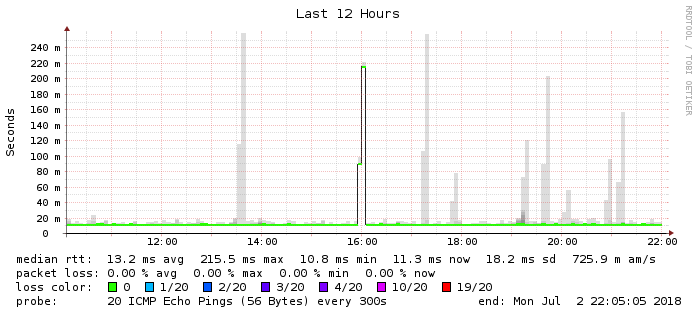 Last 12 Hours
RRDTOOL / TOBI OETIKER
Seconds
240 m
220 m
200 m
180 m
160 m
140 m
120 m
100 m
80 m
60 m
40 m
20 m
0
12:00 14:00 16:00 18:00 20:00 22:00
median rtt: 13.2 ms avg 215.5 ms max 10.8 ms min 11.3 ms now 18.2 ms sd 725.9 m am/s
packet loss: 0.00 % avg 0.00 % max 0.00 % min 0.00 % now
loss color: 0 1/20 2/20 3/20 4/20 10/20 19/20
probe: 20 ICMP Echo Pings (56 Bytes) every 300s end: Mon Jul 2 22:05:05 2018